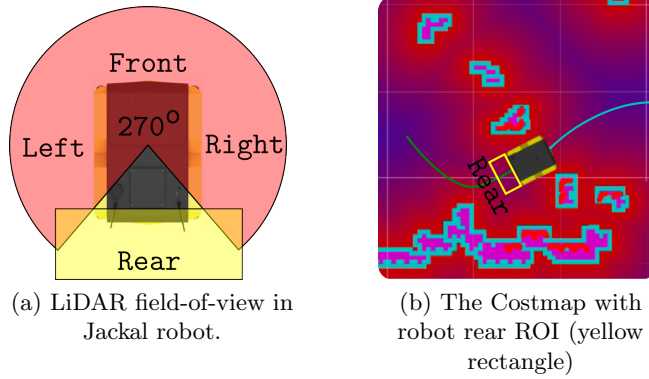 Front
270°
Left
Right
Rear
Rear
(a) LiDAR field-of-view in
Jackal robot.
(b) The Costmap with
robot rear ROI (yellow
rectangle)